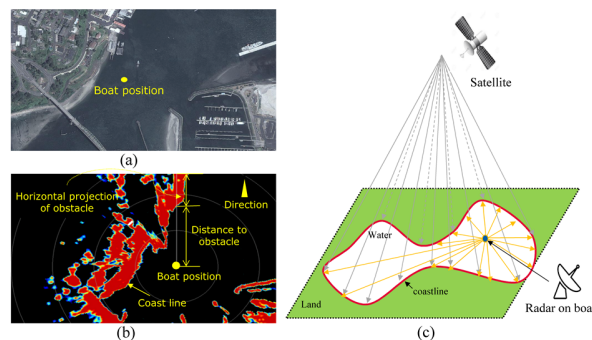 Boat position
(a)
Horizontal projection
of obstacle
Direction
Distance to
obstacle
Boat position
Coast line
(b)
Satellite
Water
coastline
Land
Radar on boa
(c)